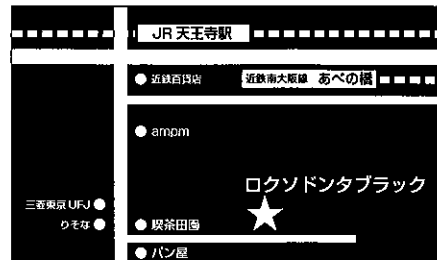 JR 天王寺駅
近鉄百貨店
近鉄南大阪線 あべの橋
ampm
ロクソドンタブラック
三菱東京UFJ
りそな
喫茶田園
パン屋